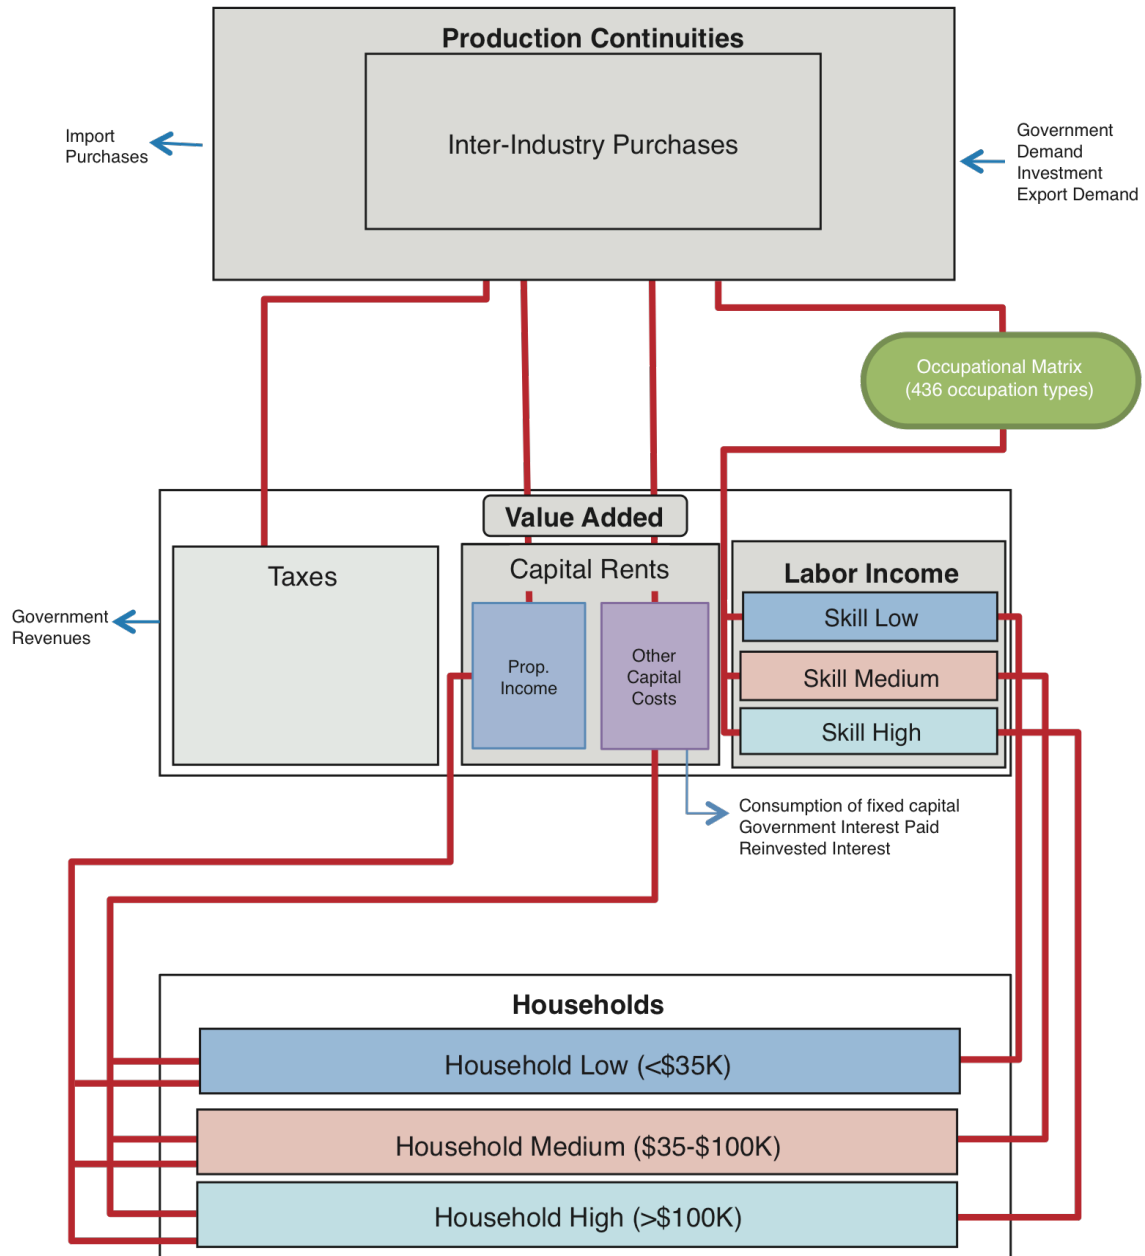 Production Continuities
Inter-Industry Purchases
Import
Purchases
Government
Demand
Investment
Export Demand
Occupational Matrix
(436 occupation types)
Value Added
Taxes
Capital Rents
Labor Income
Government
Revenues
Prop.
Income
Other
Capital
Costs
Skill Low
Skill Medium
Skill High
Consumption of fixed capital
Government Interest Paid
Reinvested Interest
Households
Household Low (<$35K)
Household Medium ($35-$100K)
Household High (>$100K)